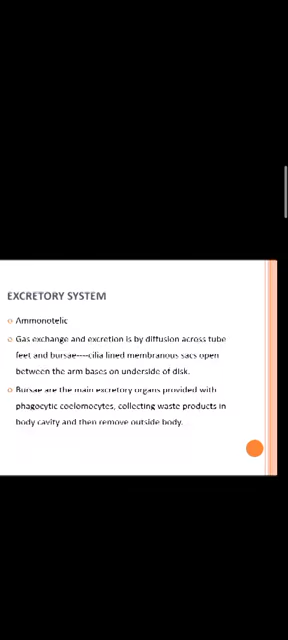 EXCRETORY SYSTEM
Ammonotelic
Gas exchange and excretion is by diffusion across tube
feet and bursae----cilia lined membranous sacs open
between the arm bases on underside of disk.
Bursae are the main excretory organs provided with
phagocytic coelomocytes, collecting waste products in
body cavity and then remove outside body.